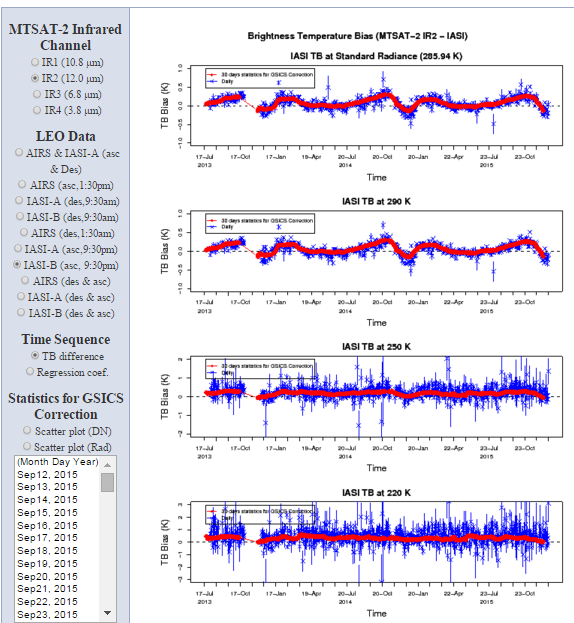 MTSAT-2 Infrared
Channel
IR1 (10.8 μm)
IR2 (12.0 μm)
IR3 (6.8 μm)
IR4 (3.8 μm)
LEO Data
AIRS & IASI-A (asc
& Des)
AIRS (asc,1:30pm)
IASI-A (des,9:30am)
IASI-B (des,9:30am)
AIRS (des,1:30am)
IASI-A (asc,9:30pm)
IASI-B (asc, 9:30pm)
AIRS (des & asc)
IASI-A (des & asc)
IASI-B (des & asc)
Time Sequence
TB difference
Regression coef.
Statistics for GSICS
Correction
Scatter plot (DN)
Scatter plot (Rad)
(Month Day Year)
Sep12, 2015
Sep13, 2015
Sep14, 2015
Sep15, 2015
Sep16, 2015
Sep17, 2015
Sep18, 2015
Sep19, 2015
Sep20, 2015
Sep21, 2015
Sep22, 2015
Sep23, 2015
Brightness Temperature Bias (MTSAT-2 IR2 - IASI)
IASI TB at Standard Radiance (285.94 K)
30 days statistics for GSICS Correction
Daily
TB Bias (K)
1.0
0.5
0.0
-0.5
-1.0
17-Jul 17-Oct 17-Jan 19-Apr 20-Jul 20-Oct 20-Jan 22-Apr 23-Jul 23-Oct
2013 2014 2015
Time
IASI TB at 290 K
30 days statistics for GSICS Correction
Daily
TB Bias (K)
1.0
0.5
0.0
-0.5
-1.0
17-Jul 17-Oct 17-Jan 19-Apr 20-Jul 20-Oct 20-Jan 22-Apr 23-Jul 23-Oct
2013 2014 2015
Time
IASI TB at 250 K
30 days statistics for GSICS Correction
Daily
TB Bias (K)
2
1
0
-1
-2
17-Jul 17-Oct 17-Jan 19-Apr 20-Jul 20-Oct 20-Jan 22-Apr 23-Jul 23-Oct
2013 2014 2015
Time
IASI TB at 220 K
30 days statistics for GSICS Correction
Daily
TB Bias (K)
3
2
1
0
-1
-2
-3
17-Jul 17-Oct 17-Jan 19-Apr 20-Jul 20-Oct 20-Jan 22-Apr 23-Jul 23-Oct
2013 2014 2015
Time